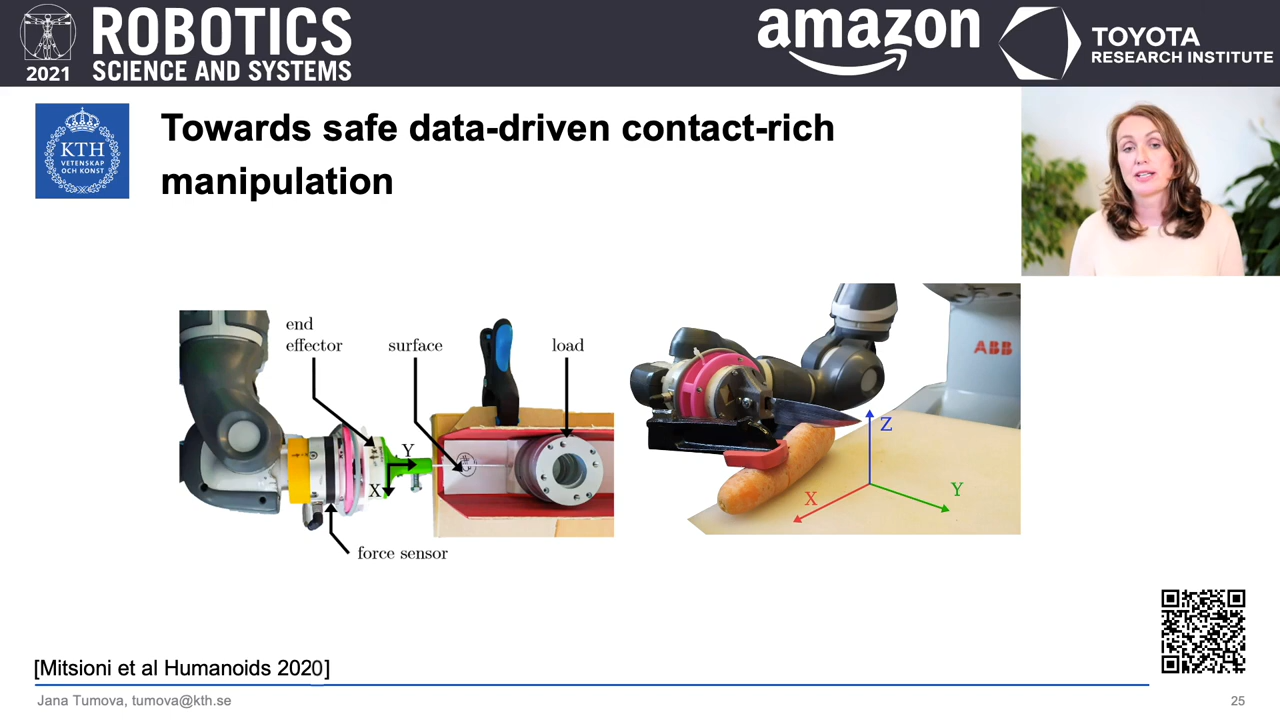 ROBOTICS
2021 SCIENCE AND SYSTEMS
amazon
TOYOTA
RESEARCH INSTITUTE
KTH
VETENSKAP
OCH KONST
Towards safe data-driven contact-rich
manipulation
end
effector
surface
load
Y
X
force sensor
ABB
Z
X
Y
[Mitsioni et al Humanoids 2020]
Jana Tumova, tumova@kth.se
25